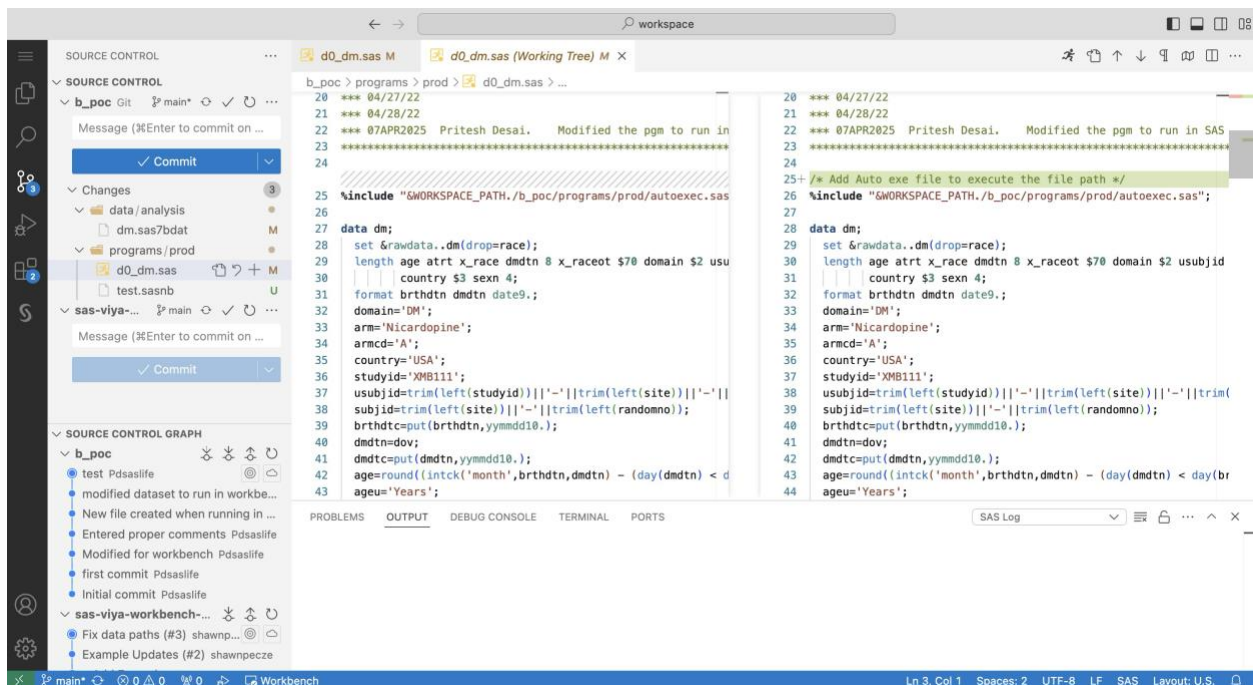 workspace
SOURCE CONTROL
SOURCE CONTROL
b_poc Git main*
Message (⌘Enter to commit on ...
Commit
Changes 3
data/analysis
dm.sas7bdat M
programs/prod
d0_dm.sas M
test.sasnb U
sas-viya-... main
Message (⌘Enter to commit on ...
Commit
SOURCE CONTROL GRAPH
b_poc
test Pdsaslife
modified dataset to run in workbe...
New file created when running in ...
Entered proper comments Pdsaslife
Modified for workbench Pdsaslife
first commit Pdsaslife
Initial commit Pdsaslife
sas-viya-workbench-...
Fix data paths (#3) shawnp...
Example Updates (#2) shawnpecze
3
2
d0_dm.sas M
d0_dm.sas (Working Tree) M
b_poc > programs > prod > d0_dm.sas > ...
20 *** 04/27/22
21 *** 04/28/22
22 *** 07APR2025 Pritesh Desai. Modified the pgm to run in
23 ******************************************************
24
25 %include "&WORKSPACE_PATH./b_poc/programs/prod/autoexec.sas
26
27 data dm;
28 set &rawdata..dm(drop=race);
29 length age atrt x_race dmdtn 8 x_raceot $70 domain $2 usu
30 country $3 sexn 4;
31 format brthdtn dmdtn date9.;
32 domain='DM';
33 arm='Nicardopine';
34 armcd='A';
35 country='USA';
36 studyid='XMB111';
37 usubjid=trim(left(studyid))||'-'||trim(left(site))||'-'||
38 subjid=trim(left(site))||'-'||trim(left(randomno));
39 brthdtc=put(brthdtn,yymmdd10.);
40 dmdtn=dov;
41 dmdtc=put(dmdtn,yymmdd10.);
42 age=round((intck('month',brthdtn,dmdtn) - (day(dmdtn) < d
43 ageu='Years';
20 *** 04/27/22
21 *** 04/28/22
22 *** 07APR2025 Pritesh Desai. Modified the pgm to run in SAS
23 **********************************************************
24
25+ /* Add Auto exe file to execute the file path */
26 %include "&WORKSPACE_PATH./b_poc/programs/prod/autoexec.sas";
27
28 data dm;
29 set &rawdata..dm(drop=race);
30 length age atrt x_race dmdtn 8 x_raceot $70 domain $2 usubjid
31 country $3 sexn 4;
32 format brthdtn dmdtn date9.;
33 domain='DM';
34 arm='Nicardopine';
35 armcd='A';
36 country='USA';
37 studyid='XMB111';
38 usubjid=trim(left(studyid))||'-'||trim(left(site))||'-'||trim(
39 subjid=trim(left(site))||'-'||trim(left(randomno));
40 brthdtc=put(brthdtn,yymmdd10.);
41 dmdtn=dov;
42 dmdtc=put(dmdtn,yymmdd10.);
43 age=round((intck('month',brthdtn,dmdtn) - (day(dmdtn) < day(br
44 ageu='Years';
PROBLEMS OUTPUT DEBUG CONSOLE TERMINAL PORTS SAS Log
main* 0 0 0 Workbench Ln 3, Col 1 Spaces: 2 UTF-8 LF SAS Layout: U.S.